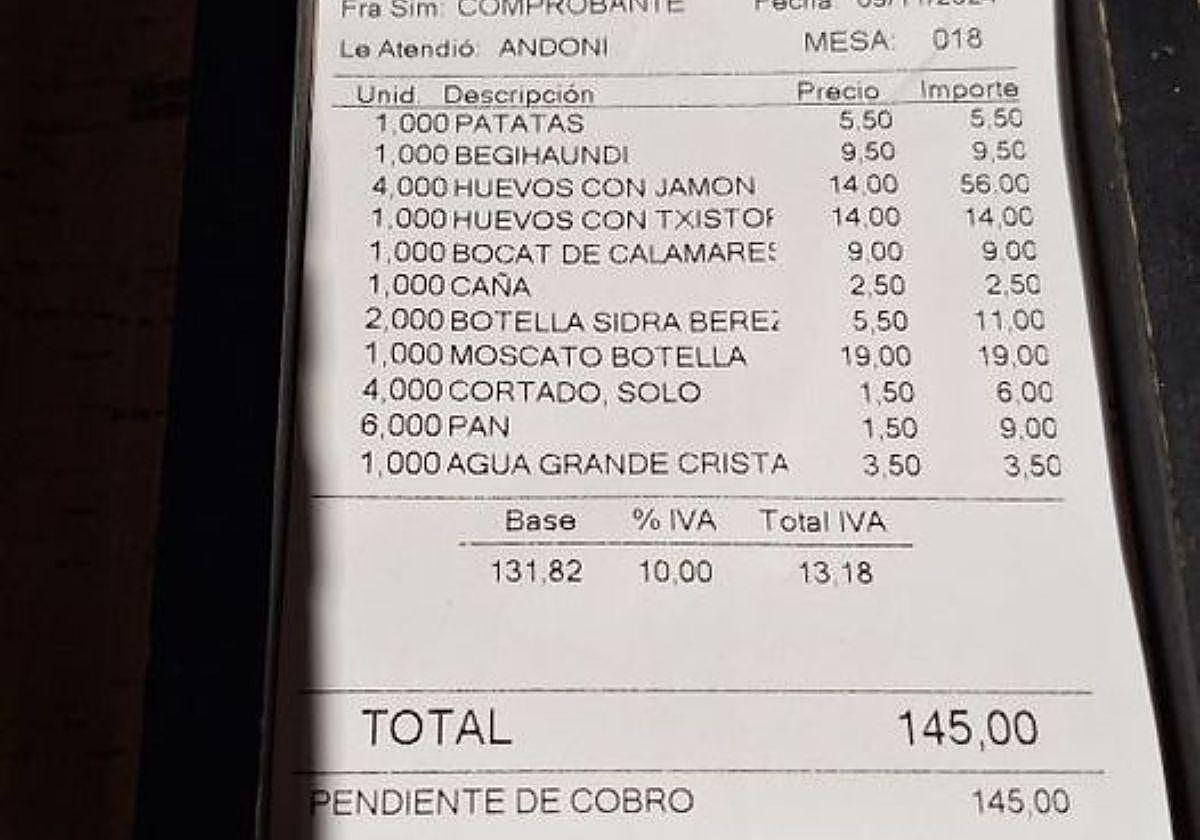 Fra Sim: COMPROBANTE Fecha
Le Atendió: ANDONI MESA: 018
Unid. Descripción Precio Importe
1,000 PATATAS 5,50 5,50
1,000 BEGIHAUNDI 9,50 9,50
4,000 HUEVOS CON JAMON 14,00 56,00
1,000 HUEVOS CON TXISTOR 14,00 14,00
1,000 BOCAT DE CALAMARES 9,00 9,00
1,000 CAÑA 2,50 2,50
2,000 BOTELLA SIDRA BEREZ 5,50 11,00
1,000 MOSCATO BOTELLA 19,00 19,00
4,000 CORTADO, SOLO 1,50 6,00
6,000 PAN 1,50 9,00
1,000 AGUA GRANDE CRISTA 3,50 3,50
Base % IVA Total IVA
131,82 10,00 13,18
TOTAL 145,00
PENDIENTE DE COBRO 145,00